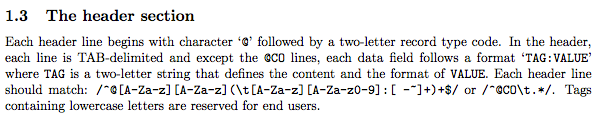 1.3 The header section
Each header line begins with character ‘@’ followed by a two-letter record type code. In the header,
each line is TAB-delimited and except the @CO lines, each data field follows a format ‘TAG:VALUE’
where TAG is a two-letter string that defines the content and the format of VALUE. Each header line
should match: /^@[A-Za-z][A-Za-z](\t[A-Za-z][A-Za-z0-9]:[ -~]+)+$/ or /^@CO\t.*/. Tags
containing lowercase letters are reserved for end users.